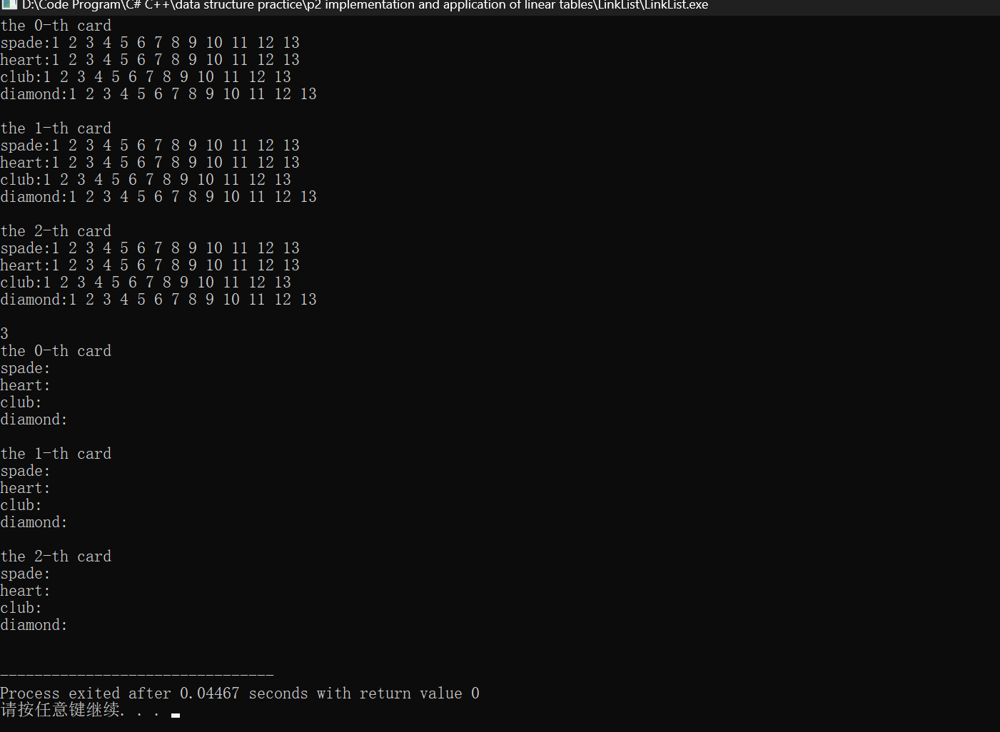 D:\Code Program\C# C++\data structure practice\p2 implementation and application of linear tables\LinkList\LinkList.exe
the 0-th card
spade:1 2 3 4 5 6 7 8 9 10 11 12 13
heart:1 2 3 4 5 6 7 8 9 10 11 12 13
club:1 2 3 4 5 6 7 8 9 10 11 12 13
diamond:1 2 3 4 5 6 7 8 9 10 11 12 13
the 1-th card
spade:1 2 3 4 5 6 7 8 9 10 11 12 13
heart:1 2 3 4 5 6 7 8 9 10 11 12 13
club:1 2 3 4 5 6 7 8 9 10 11 12 13
diamond:1 2 3 4 5 6 7 8 9 10 11 12 13
the 2-th card
spade:1 2 3 4 5 6 7 8 9 10 11 12 13
heart:1 2 3 4 5 6 7 8 9 10 11 12 13
club:1 2 3 4 5 6 7 8 9 10 11 12 13
diamond:1 2 3 4 5 6 7 8 9 10 11 12 13
3
the 0-th card
spade:
heart:
club:
diamond:
the 1-th card
spade:
heart:
club:
diamond:
the 2-th card
spade:
heart:
club:
diamond:
--------------------------------
Process exited after 0.04467 seconds with return value 0
请按任意键继续. . .